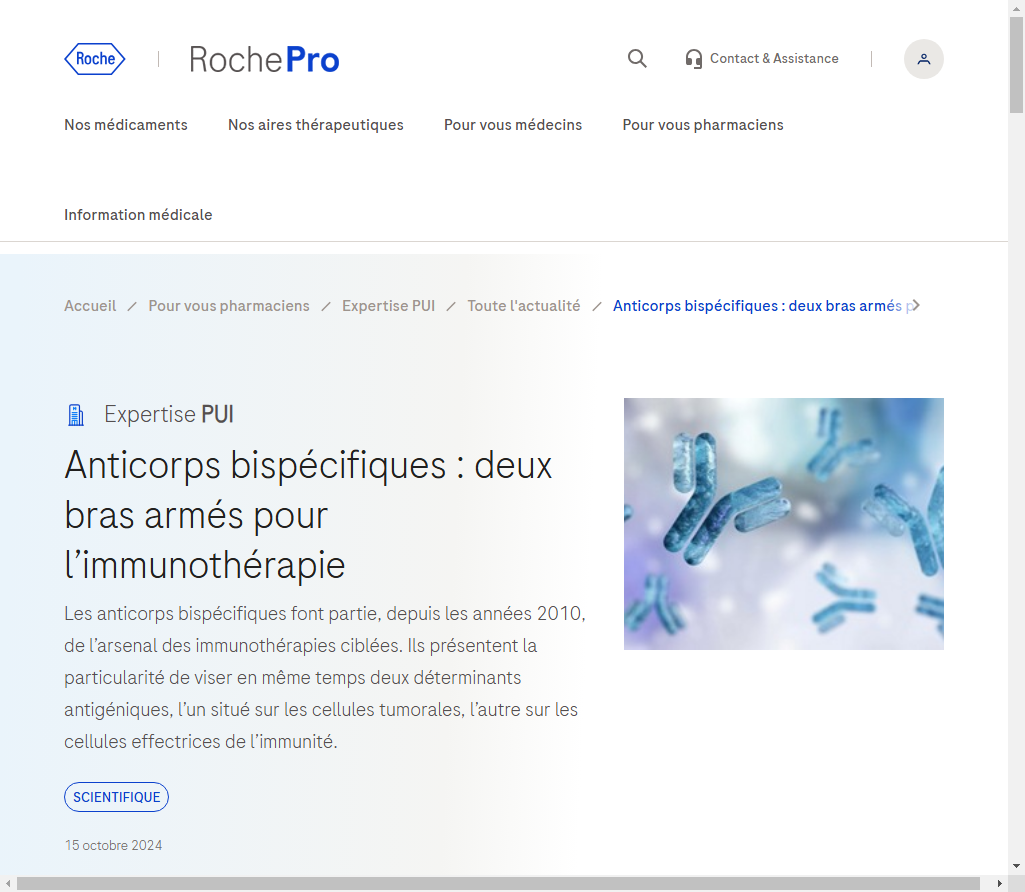 Roche
RochePro
Contact & Assistance
Nos médicaments
Nos aires thérapeutiques
Pour vous médecins
Pour vous pharmaciens
Information médicale
Accueil / Pour vous pharmaciens / Expertise PUI / Toute l'actualité / Anticorps bispécifiques : deux bras armés p
Expertise PUI
Anticorps bispécifiques : deux
bras armés pour
l’immunothérapie
Les anticorps bispécifiques font partie, depuis les années 2010,
de l’arsenal des immunothérapies ciblées. Ils présentent la
particularité de viser en même temps deux déterminants
antigéniques, l’un situé sur les cellules tumorales, l’autre sur les
cellules effectrices de l’immunité.
SCIENTIFIQUE
15 octobre 2024